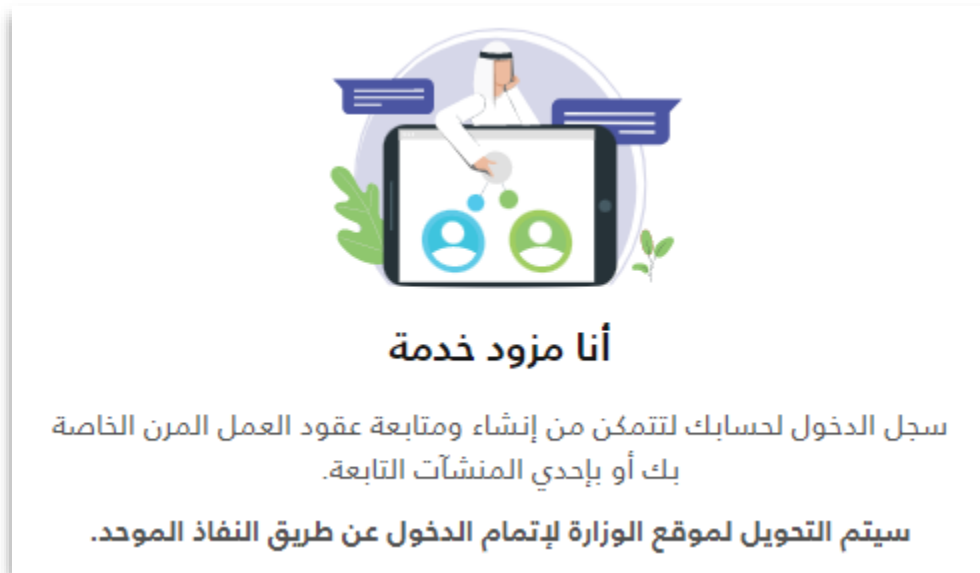 أنا مزود خدمة
سجل الدخول لحسابك لتتمكن من إنشاء ومتابعة عقود العمل المرن الخاصة
بك أو بإحدي المنشآت التابعة.
سيتم التحويل لموقع الوزارة لإتمام الدخول عن طريق النفاذ الموحد.